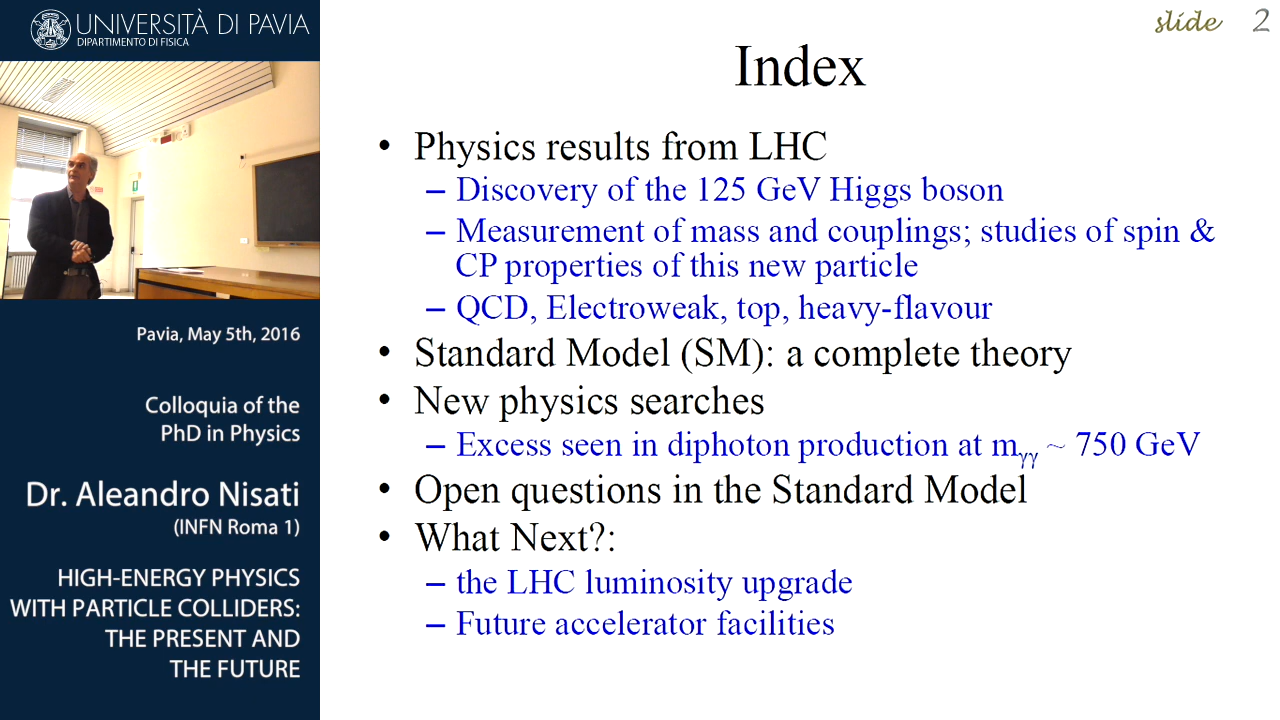 UNIVERSITÀ DI PAVIA
DIPARTIMENTO DI FISICA
Pavia, May 5th, 2016
Colloquia of the
PhD in Physics
Dr. Aleandro Nisati
(INFN Roma 1)
HIGH-ENERGY PHYSICS
WITH PARTICLE COLLIDERS:
THE PRESENT AND
THE FUTURE
slide 2
Index
• Physics results from LHC
– Discovery of the 125 GeV Higgs boson
– Measurement of mass and couplings; studies of spin &
CP properties of this new particle
– QCD, Electroweak, top, heavy-flavour
• Standard Model (SM): a complete theory
• New physics searches
– Excess seen in diphoton production at mγγ ~ 750 GeV
• Open questions in the Standard Model
• What Next?:
– the LHC luminosity upgrade
– Future accelerator facilities